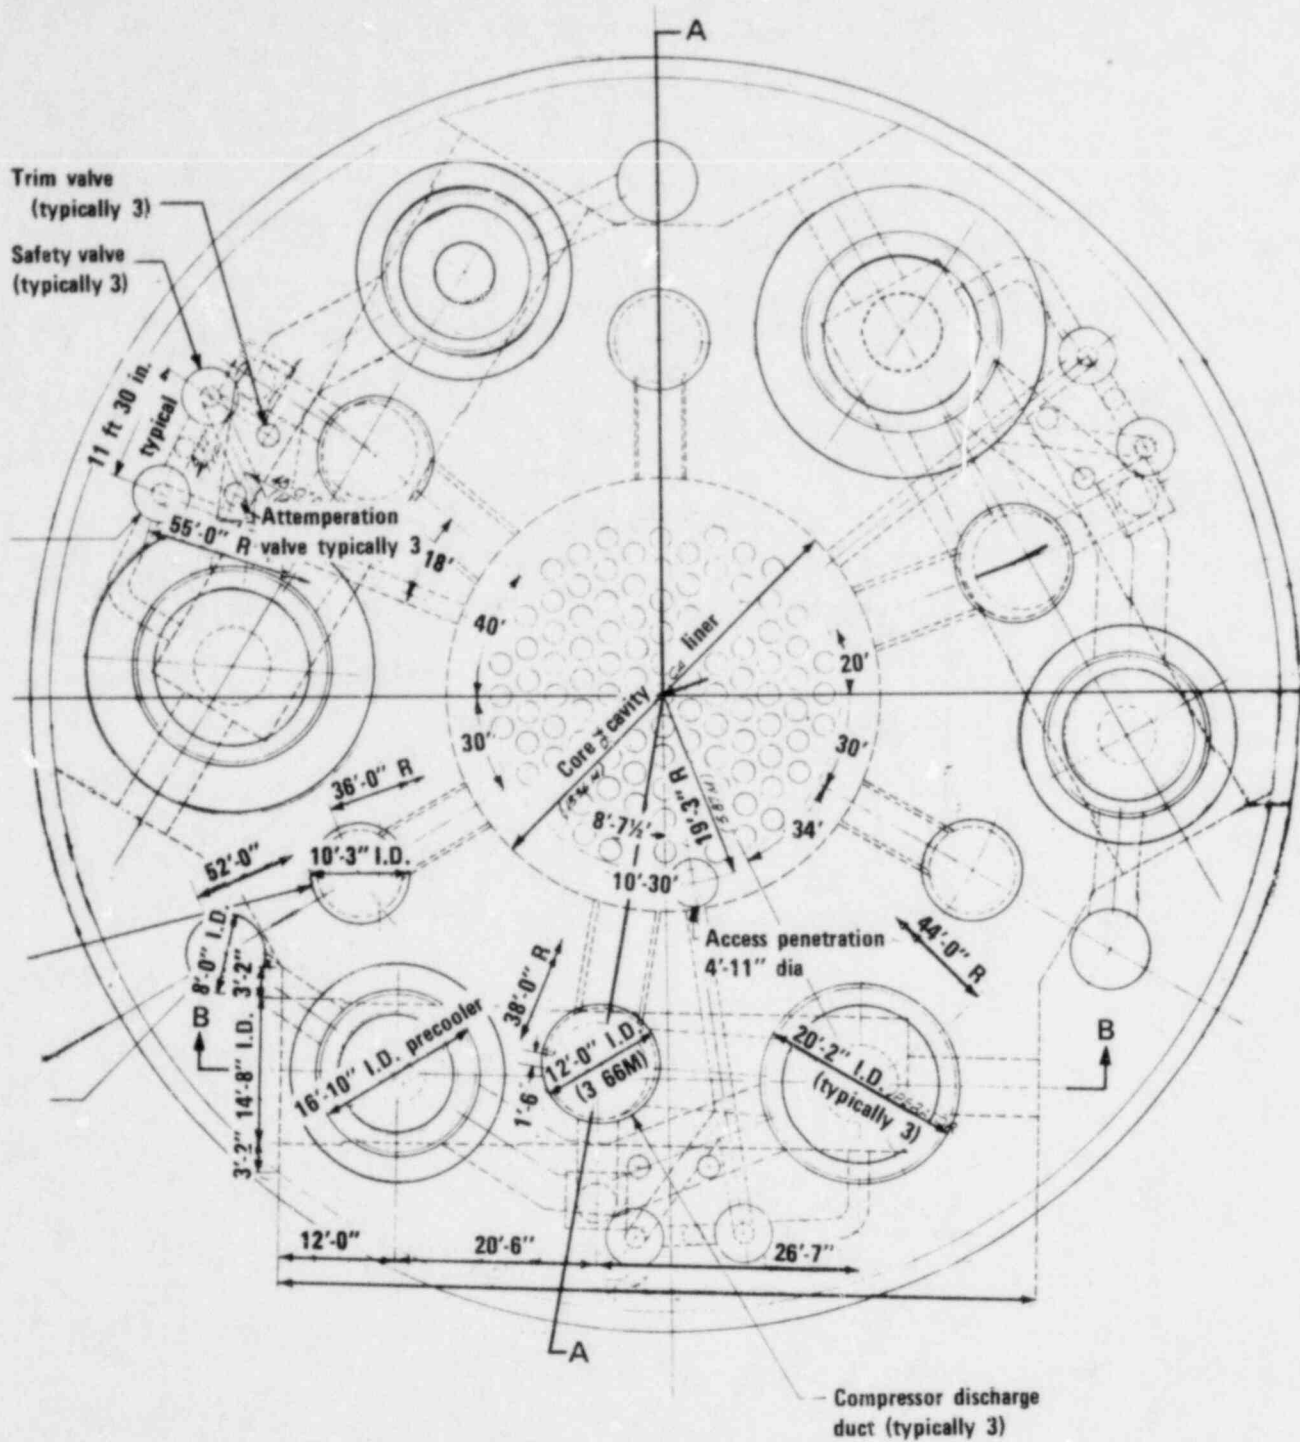 A
Trim valve
(typically 3)
Safety valve
(typically 3)
11 ft 30 in.
typical
Attemperation
55'-0" R valve typically 3
18'
40'
liner
20'
Core
cavity
30'
30'
36'-0" R
19'-3" R
8'-7½'
34'
52'-0"
10'-3" I.D.
10'-30'
8'-0" I.D.
Access penetration
4'-11" dia
44'-0" R
3'-2"
38'-0" R
B
B
14'-8" I.D.
16'-10" I.D. precooler
12'-0" I.D.
(3 66M)
20'-2" I.D.
(typically 3)
1'-6"
3'-2"
12'-0"
20'-6"
26'-7"
A
Compressor discharge
duct (typically 3)